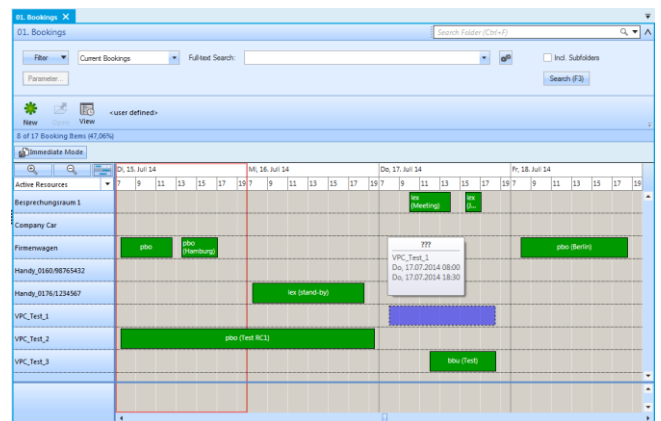 01. Bookings X
01. Bookings
Search Folder (Ctrl+F)
Filter
Current Bookings
Full-text Search:
Incl. Subfolders
Parameter...
Search (F3)
New
Open
View
<user defined>
8 of 17 Booking Items (47,06%)
Immediate Mode
Di, 15. Juli 14 Mi, 16. Juli 14 Do, 17. Juli 14 Fr, 18. Juli 14
Active Resources 7 9 11 13 15 17 19 7 9 11 13 15 17 19 7 9 11 13 15 17 19 7 9 11 13 15 17 19
Besprechungsraum 1
lex
(Meeting)
lex
(J...
Company Car
Firmenwagen
pbo
pbo
(Hamburg)
pbo (Berlin)
???
VPC_Test_1
Do, 17.07.2014 08:00
Do, 17.07.2014 18:30
Handy_0160/98765432
Handy_0176/1234567
lex (stand-by)
VPC_Test_1
VPC_Test_2
pbo (Test RC1)
VPC_Test_3
bbu (Test)